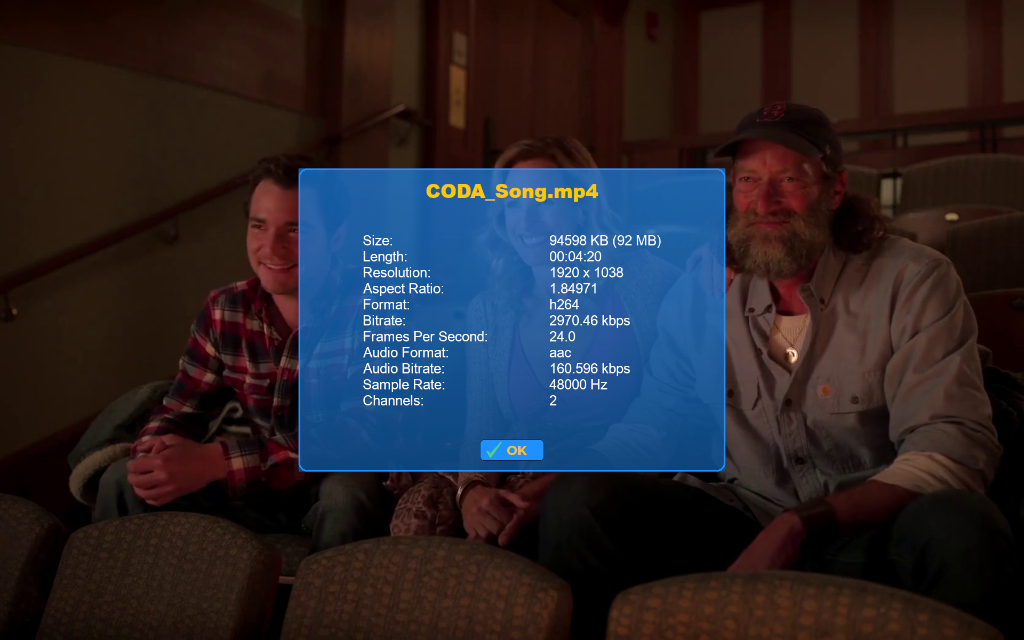 CODA_Song.mp4
Size: 94598 KB (92 MB)
Length: 00:04:20
Resolution: 1920 x 1038
Aspect Ratio: 1.84971
Format: h264
Bitrate: 2970.46 kbps
Frames Per Second: 24.0
Audio Format: aac
Audio Bitrate: 160.596 kbps
Sample Rate: 48000 Hz
Channels: 2
OK